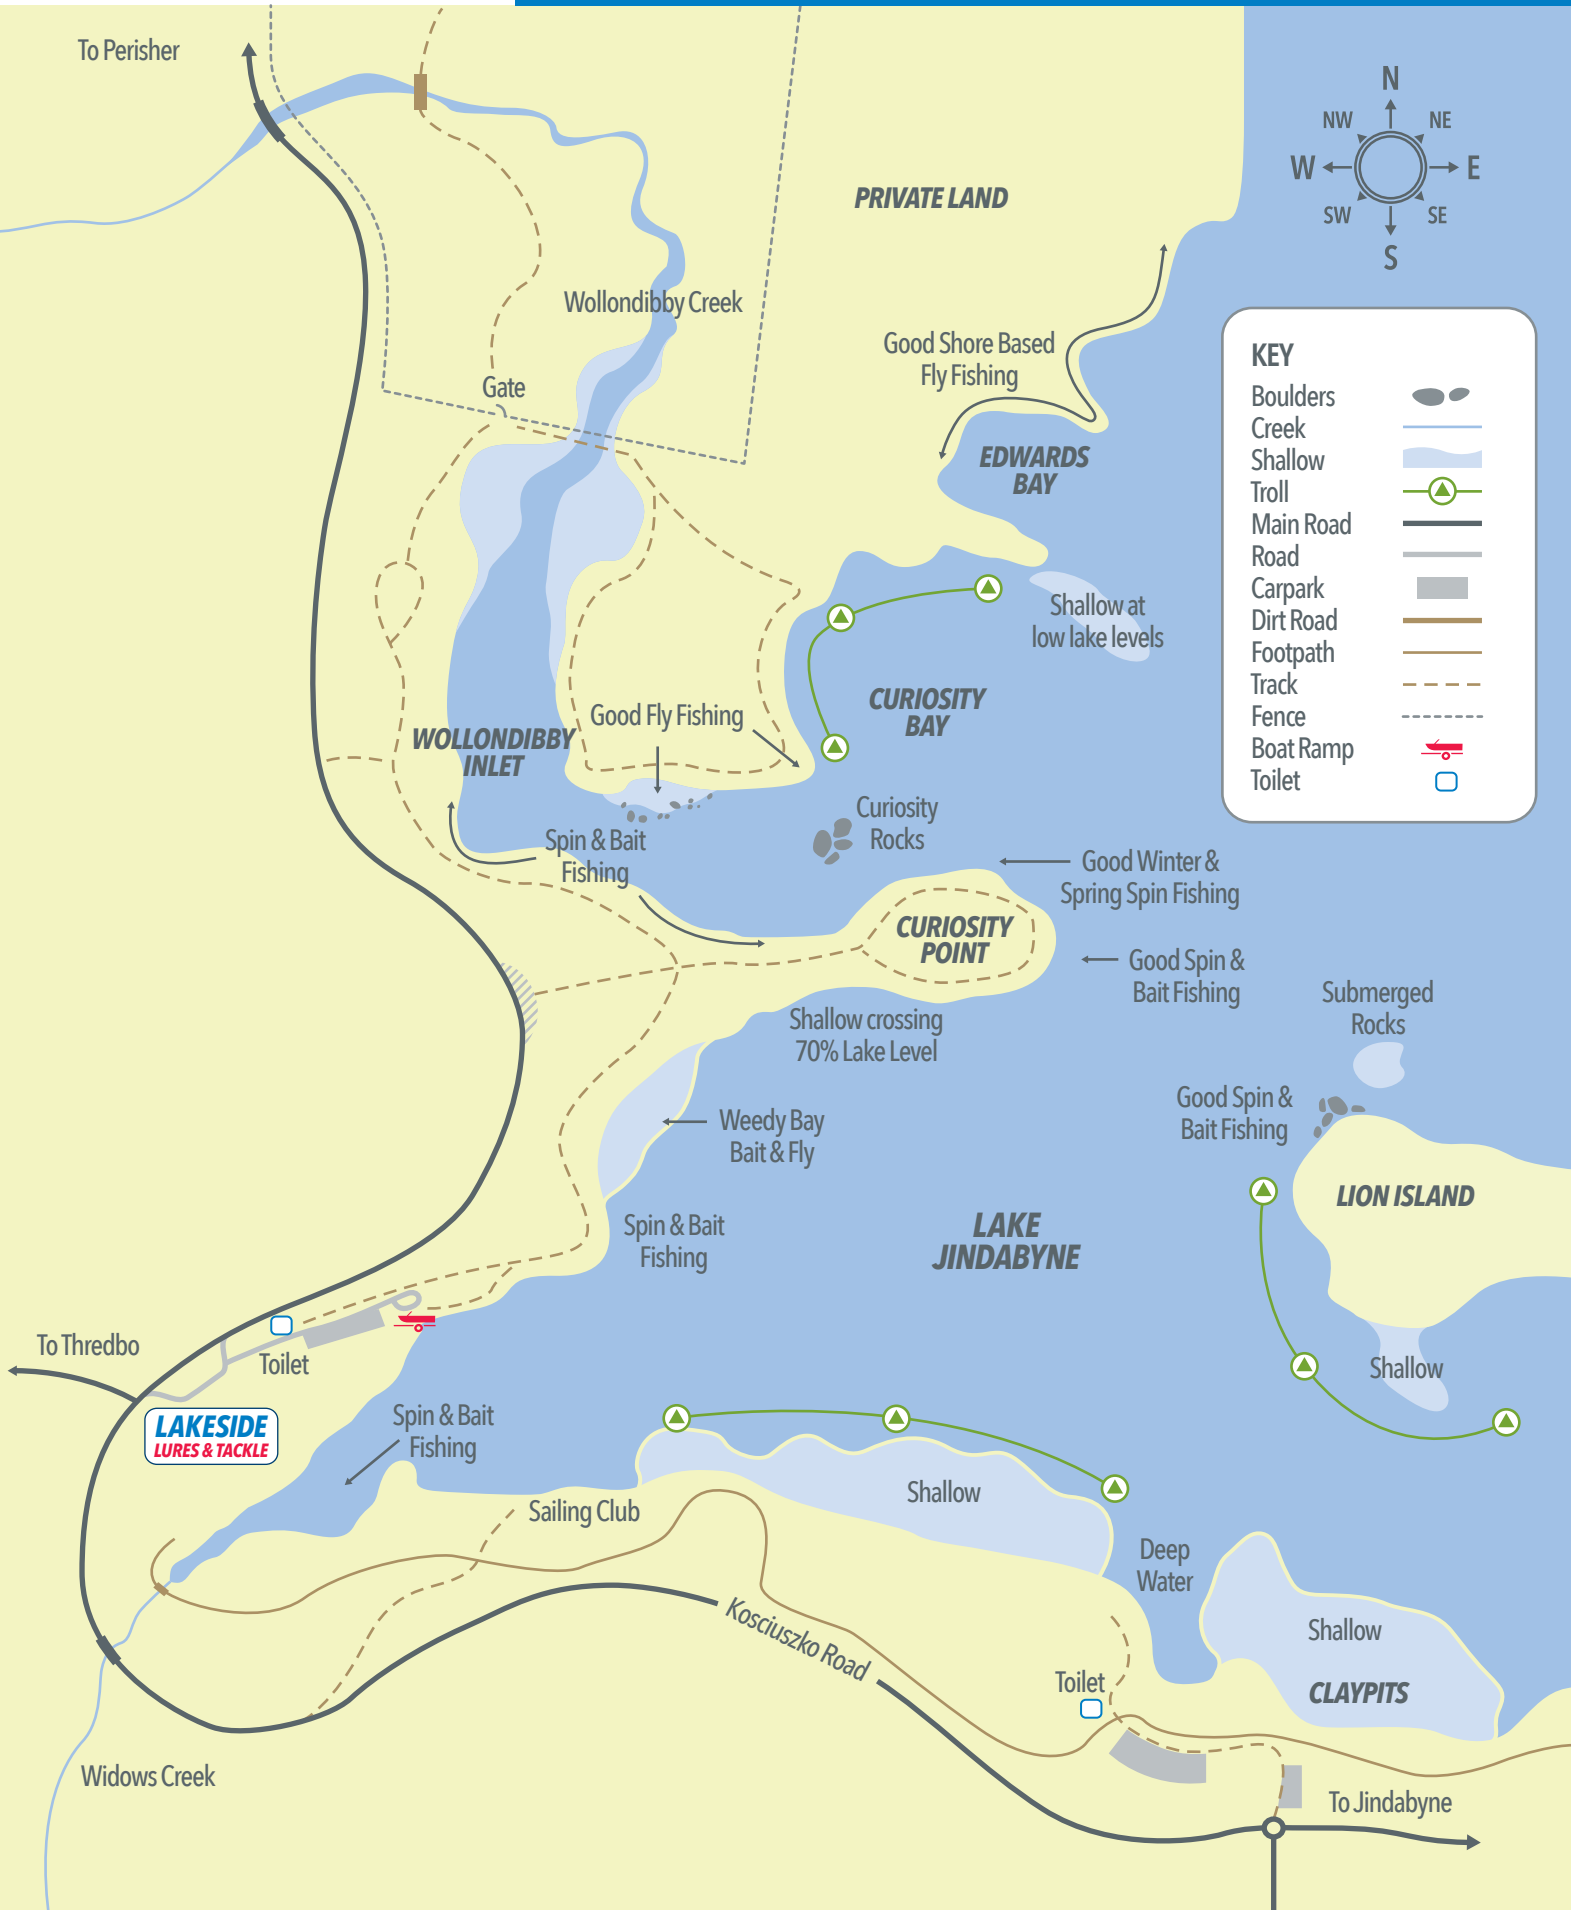 To Perisher
N
NW
NE
W
E
SW
SE
S
PRIVATE LAND
Wollondibby Creek
Good Shore Based
Fly Fishing
Gate
EDWARDS
BAY
KEY
Boulders
Creek
Shallow
Troll
Main Road
Road
Carpark
Dirt Road
Footpath
Track
Fence
Boat Ramp
Toilet
Shallow at
low lake levels
CURIOSITY
BAY
Good Fly Fishing
WOLLONDIBBY
INLET
Curiosity
Rocks
Spin & Bait
Fishing
Good Winter &
Spring Spin Fishing
CURIOSITY
POINT
Good Spin &
Bait Fishing
Submerged
Rocks
Shallow crossing
70% Lake Level
Good Spin &
Bait Fishing
Weedy Bay
Bait & Fly
LION ISLAND
Spin & Bait
Fishing
LAKE
JINDABYNE
To Thredbo
Toilet
Shallow
LAKESIDE
LURES & TACKLE
Spin & Bait
Fishing
Shallow
Sailing Club
Deep
Water
Kosciuszko Road
Shallow
Toilet
CLAYPITS
Widows Creek
To Jindabyne